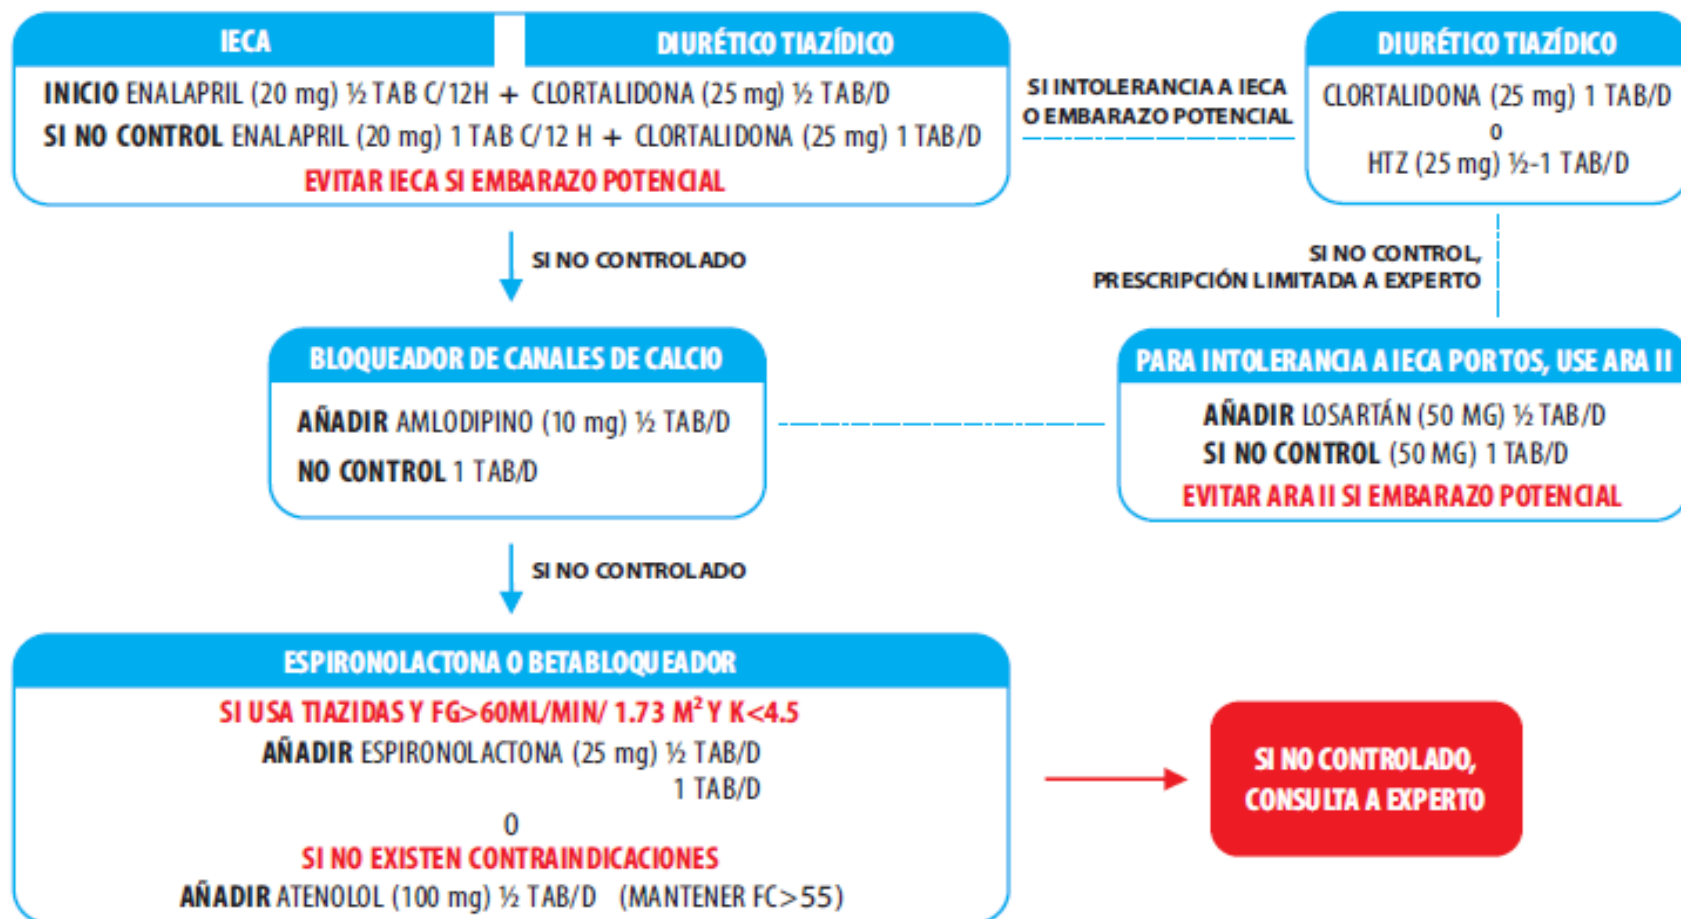 IECA
DIURÉTICO TIAZÍDICO
INICIO ENALAPRIL (20 mg) ½ TAB C/12H + CLORTALIDONA (25 mg) ½ TAB/D
SI NO CONTROL ENALAPRIL (20 mg) 1 TAB C/12 H + CLORTALIDONA (25 mg) 1 TAB/D
EVITAR IECA SI EMBARAZO POTENCIAL
SI INTOLERANCIA A IECA
O EMBARAZO POTENCIAL
DIURÉTICO TIAZÍDICO
CLORTALIDONA (25 mg) 1 TAB/D
O
HTZ (25 mg) ½-1 TAB/D
SI NO CONTROLADO
SI NO CONTROL,
PRESCRIPCIÓN LIMITADA A EXPERTO
BLOQUEADOR DE CANALES DE CALCIO
AÑADIR AMLODIPINO (10 mg) ½ TAB/D
NO CONTROL 1 TAB/D
PARA INTOLERANCIA A IECA POR TOS, USE ARA II
AÑADIR LOSARTÁN (50 MG) ½ TAB/D
SI NO CONTROL (50 MG) 1 TAB/D
EVITAR ARA II SI EMBARAZO POTENCIAL
SI NO CONTROLADO
ESPIRONOLACTONA O BETABLOQUEADOR
SI USA TIAZIDAS Y FG>60ML/MIN/ 1.73 M² Y K<4.5
AÑADIR ESPIRONOLACTONA (25 mg) ½ TAB/D
1 TAB/D
O
SI NO EXISTEN CONTRAINDICACIONES
AÑADIR ATENOLOL (100 mg) ½ TAB/D (MANTENER FC>55)
SI NO CONTROLADO,
CONSULTA A EXPERTO